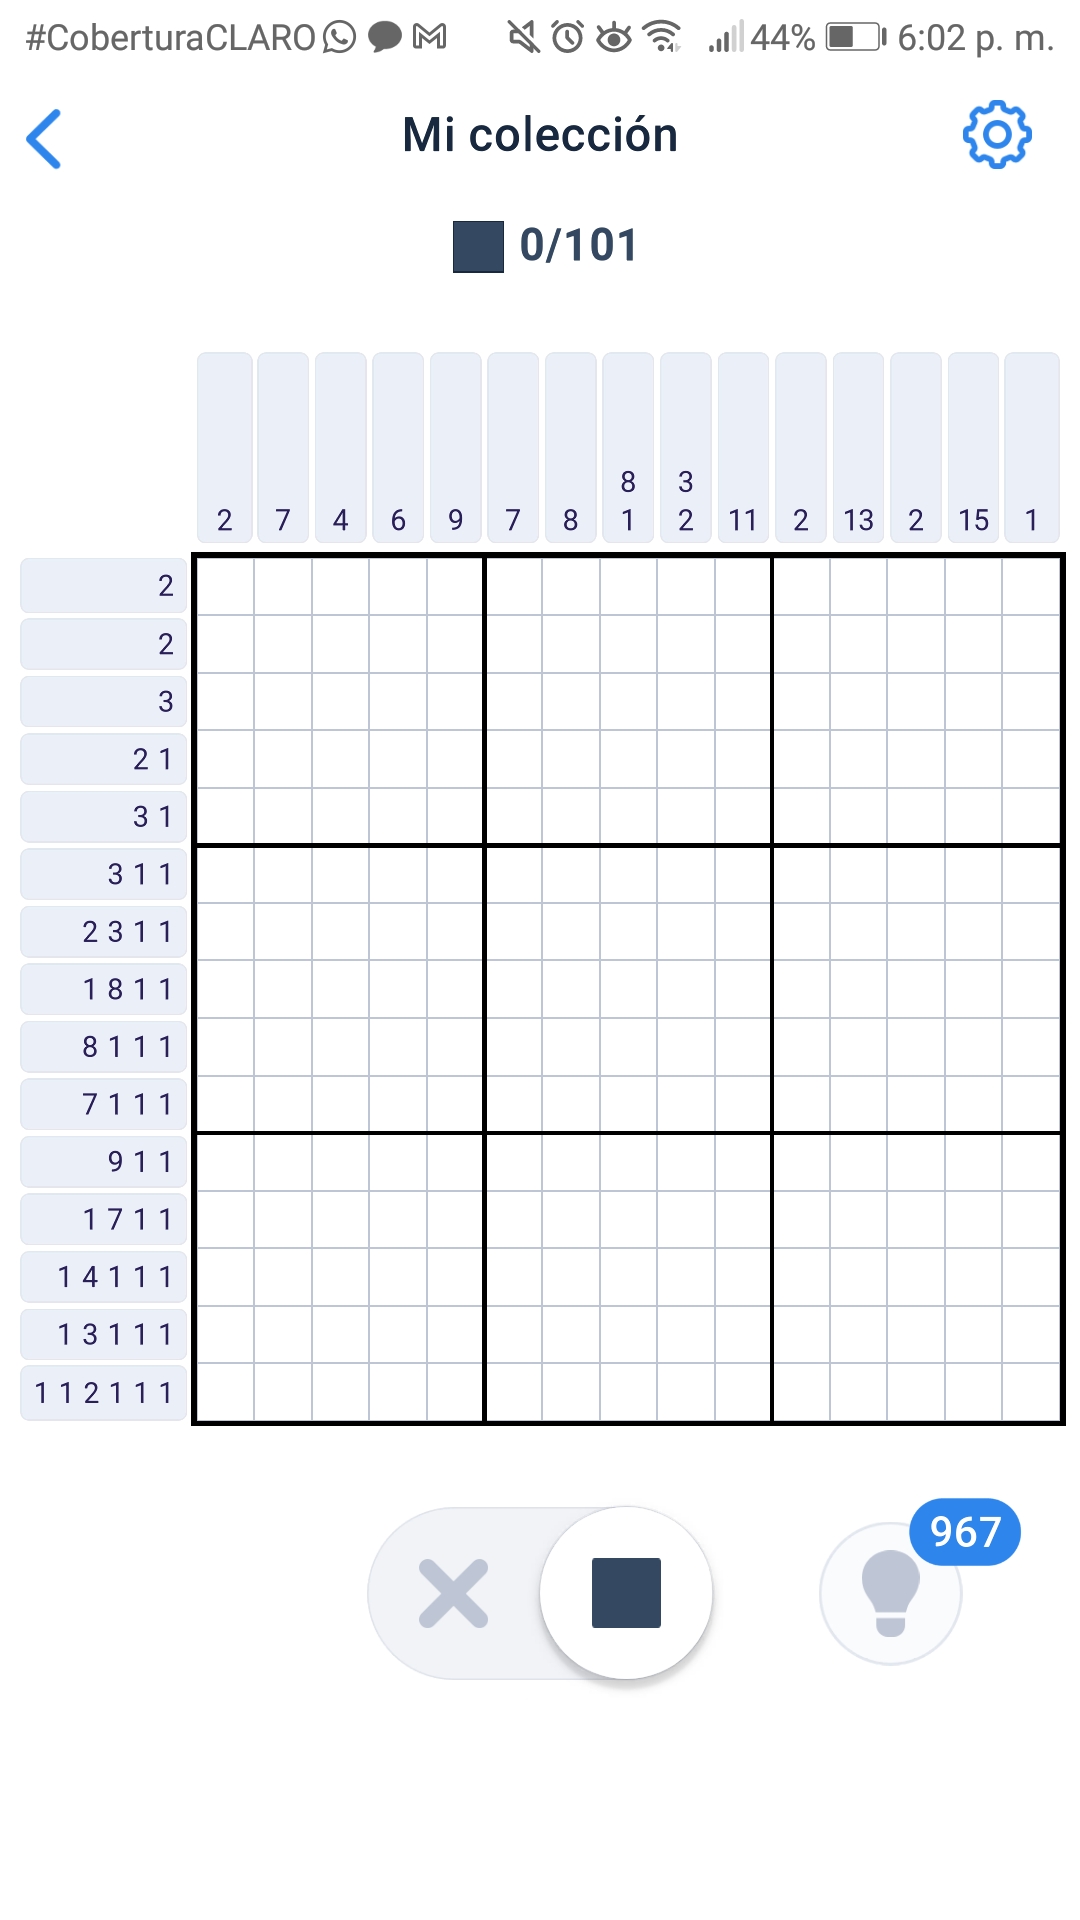 #CoberturaCLARO 44% 6:02 p. m.
Mi colección
0/101
8 3
2 7 4 6 9 7 8 1 2 11 2 13 2 15 1
2
2
3
2 1
3 1
3 1 1
2 3 1 1
1 8 1 1
8 1 1 1
7 1 1 1
9 1 1
1 7 1 1
1 4 1 1 1
1 3 1 1 1
1 1 2 1 1 1
967